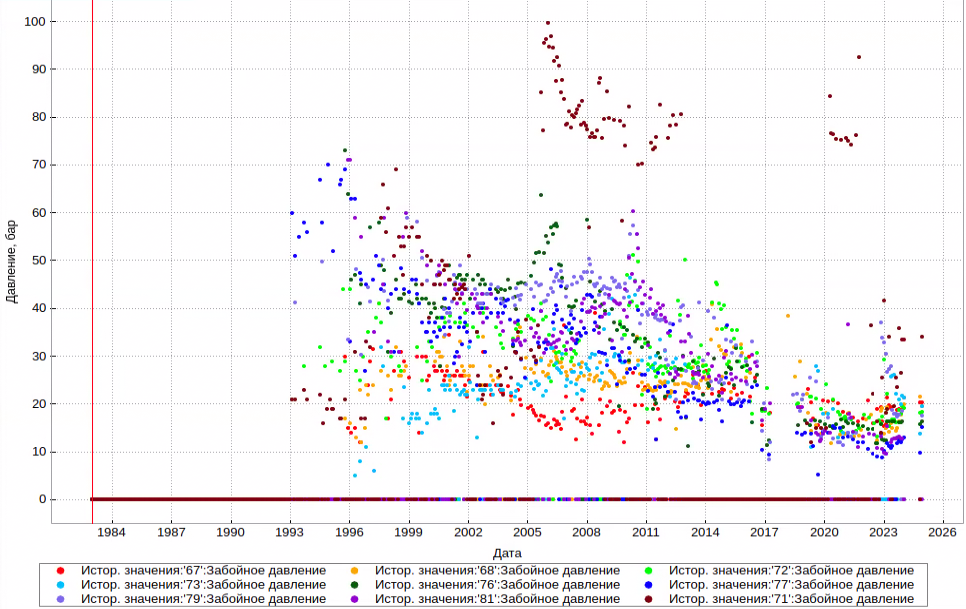 100
90
80
70
60
50
40
30
20
10
0
Давление, бар
1984 1987 1990 1993 1996 1999 2002 2005 2008 2011 2014 2017 2020 2023 2026
Дата
Истор. значения:'67':Забойное давление Истор. значения:'68':Забойное давление Истор. значения:'72':Забойное давление
Истор. значения:'73':Забойное давление Истор. значения:'76':Забойное давление Истор. значения:'77':Забойное давление
Истор. значения:'79':Забойное давление Истор. значения:'81':Забойное давление Истор. значения:'71':Забойное давление